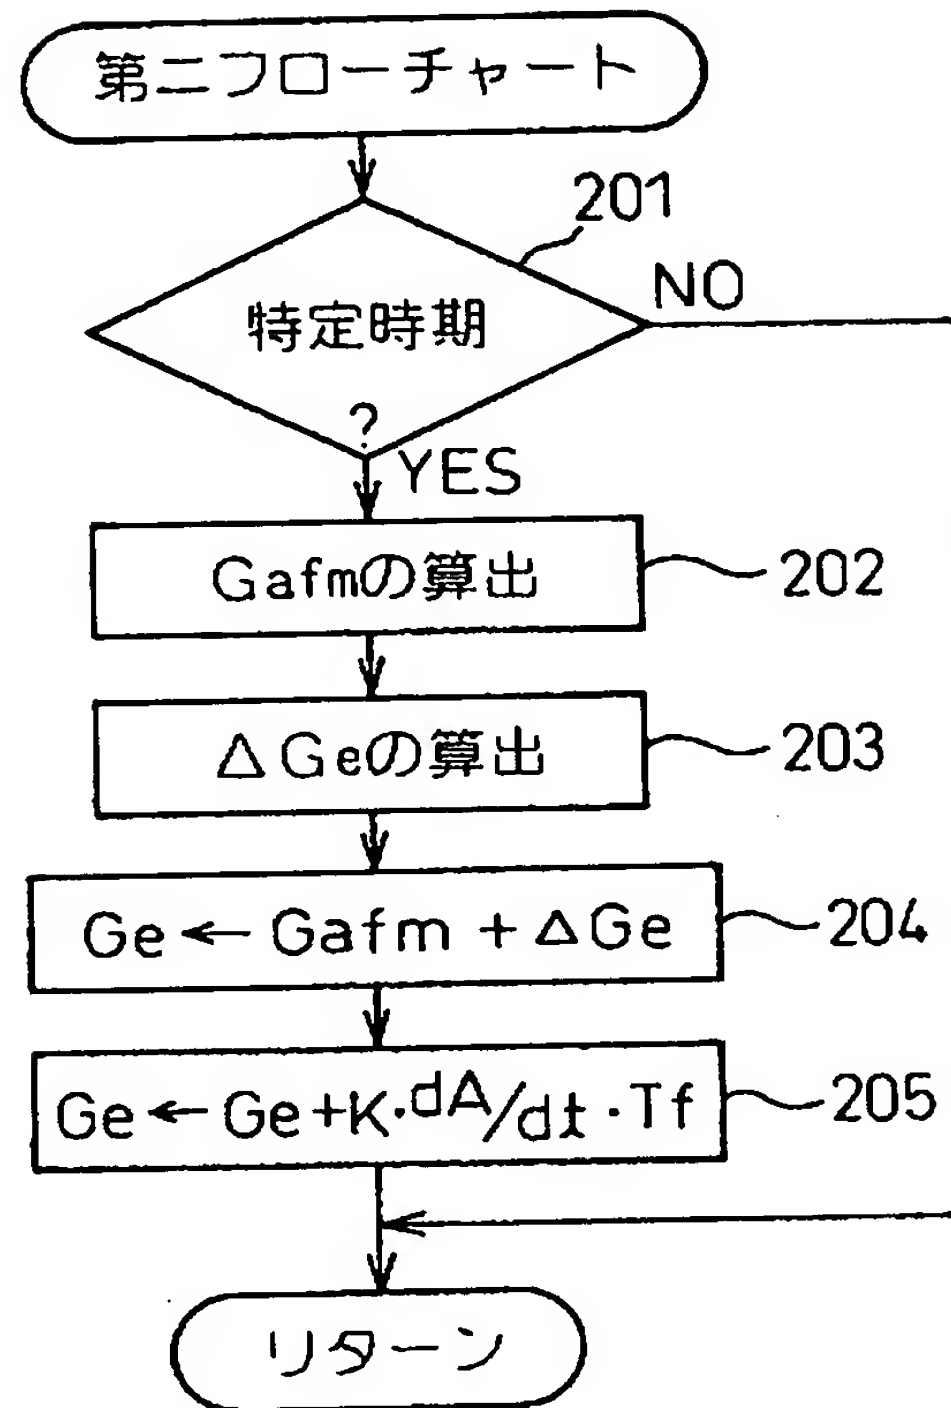 第二フローチャート
201
NO
特定時期
?
YES
Gafmの算出
202
ΔGeの算出
203
Ge ← Gafm + ΔGe
204
Ge ← Ge+K・dA/dt・Tf
205
リターン